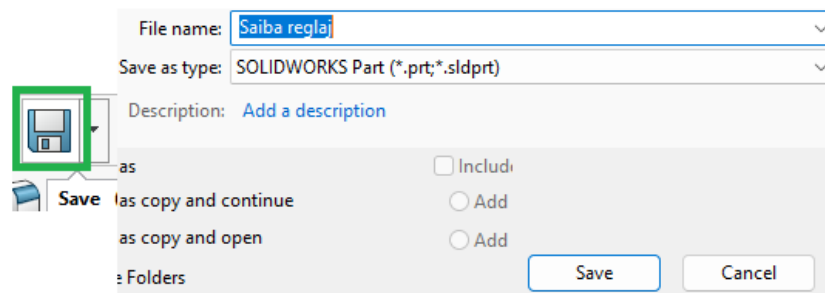 File name: Saiba reglaj
Save as type: SOLIDWORKS Part (*.prt;*.sldprt)
Description: Add a description
as Includ
Save as copy and continue Add
as copy and open Add
Folders Save Cancel